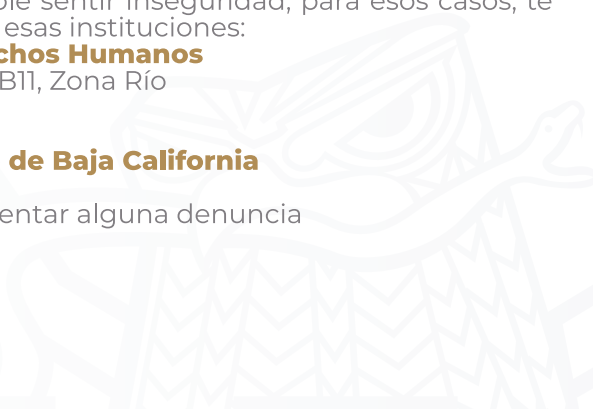 sentir inseguridad, para esos casos, te
esas instituciones:
chos Humanos
B11, Zona Río
de Baja California
entar alguna denuncia